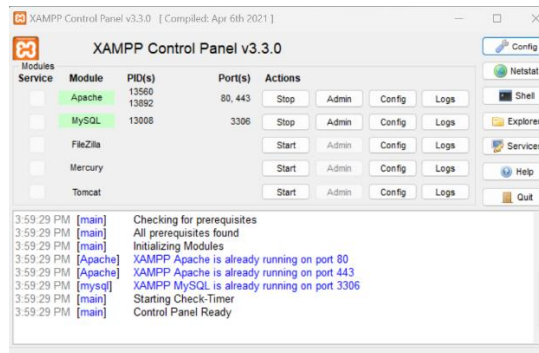 XAMPP Control Panel v3.3.0 [ Compiled: Apr 6th 2021 ]
XAMPP Control Panel v3.3.0
Config
Modules
Service Module PID(s) Port(s) Actions
Netstat
Apache 13560 13892 80, 443 Stop Admin Config Logs
Shell
MySQL 13008 3306 Stop Admin Config Logs
Explorer
FileZilla Start Admin Config Logs
Services
Mercury Start Admin Config Logs
Help
Tomcat Start Admin Config Logs
Quit
3:59:29 PM [main] Checking for prerequisites
3:59:29 PM [main] All prerequisites found
3:59:29 PM [main] Initializing Modules
3:59:29 PM [Apache] XAMPP Apache is already running on port 80
3:59:29 PM [Apache] XAMPP Apache is already running on port 443
3:59:29 PM [mysql] XAMPP MySQL is already running on port 3306
3:59:29 PM [main] Starting Check-Timer
3:59:29 PM [main] Control Panel Ready